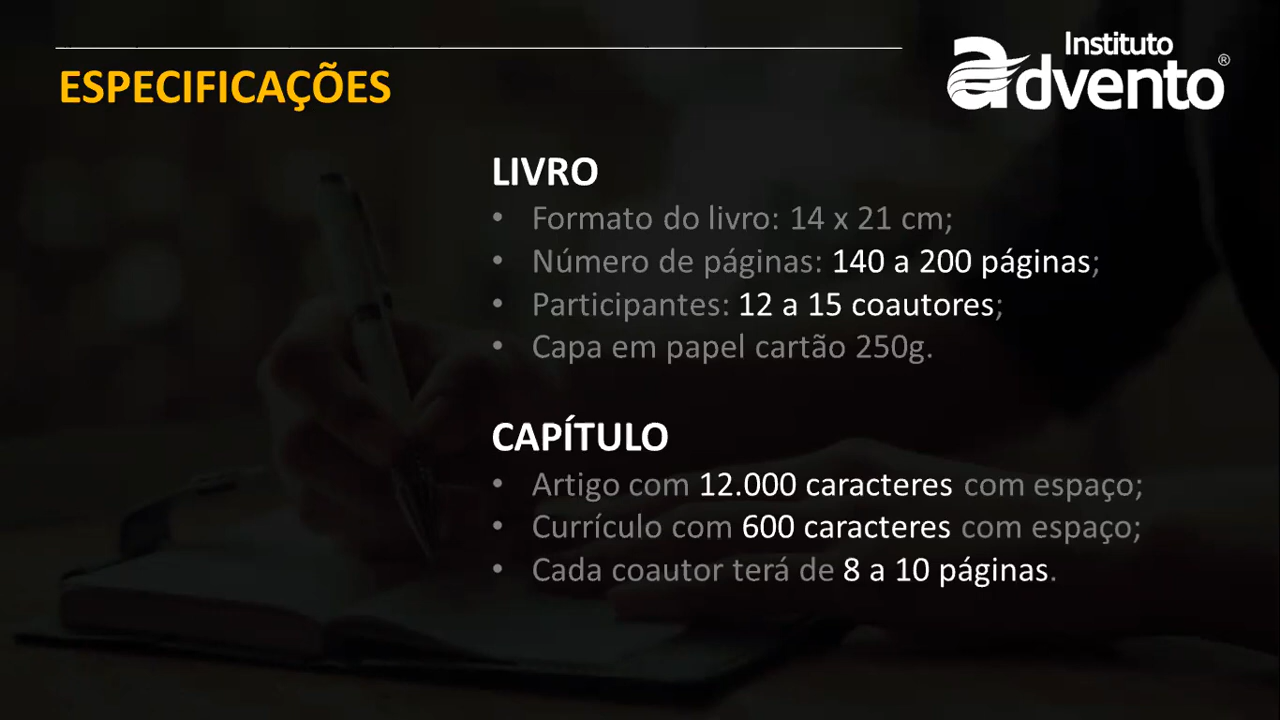 ESPECIFICAÇÕES
Instituto
advento®
LIVRO
• Formato do livro: 14 x 21 cm;
• Número de páginas: 140 a 200 páginas;
• Participantes: 12 a 15 coautores;
• Capa em papel cartão 250g.
CAPÍTULO
• Artigo com 12.000 caracteres com espaço;
• Currículo com 600 caracteres com espaço;
• Cada coautor terá de 8 a 10 páginas.